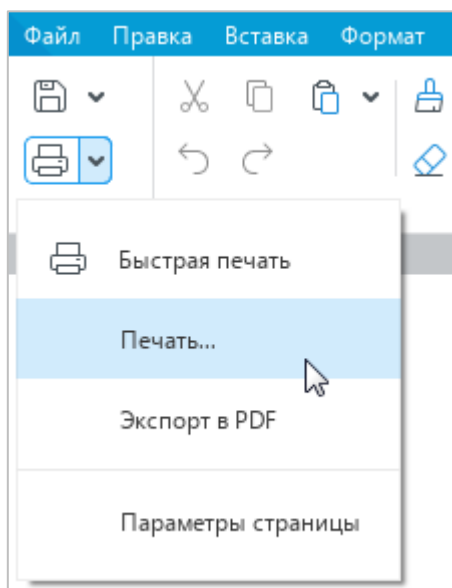 Файл Правка Вставка Формат
Быстрая печать
Печать...
Экспорт в PDF
Параметры страницы